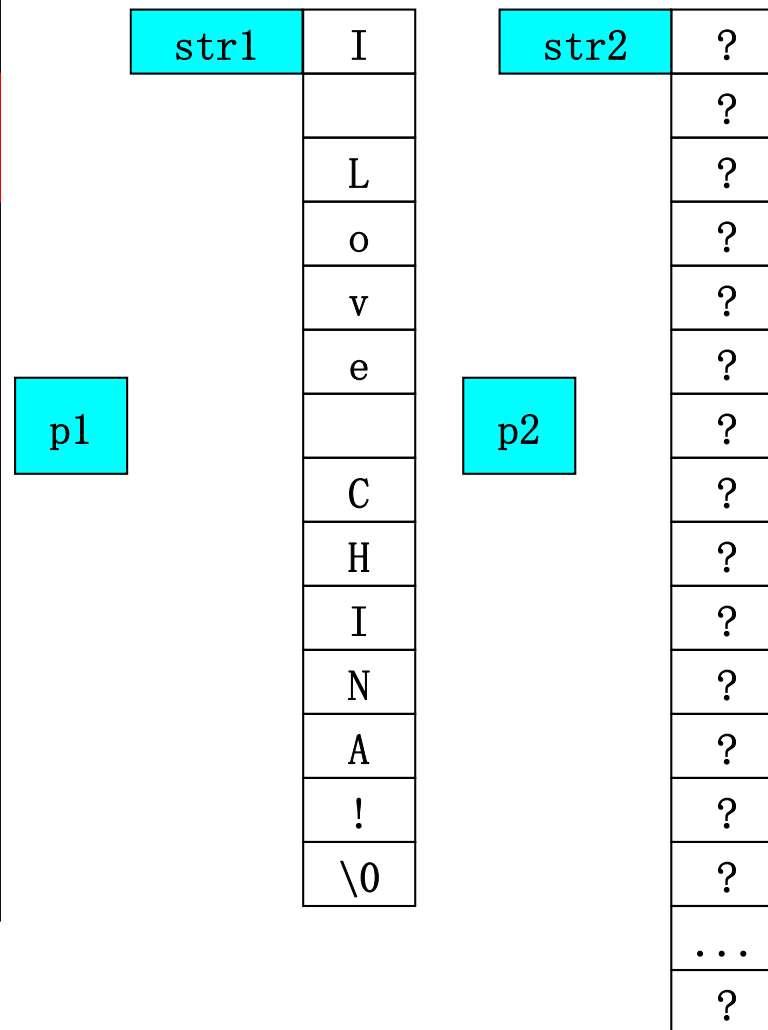 str1 I str2 ?
?
L ?
o ?
v ?
e ?
p1 p2 ?
C ?
H ?
I ?
N ?
A ?
! ?
\0 ?
...
?